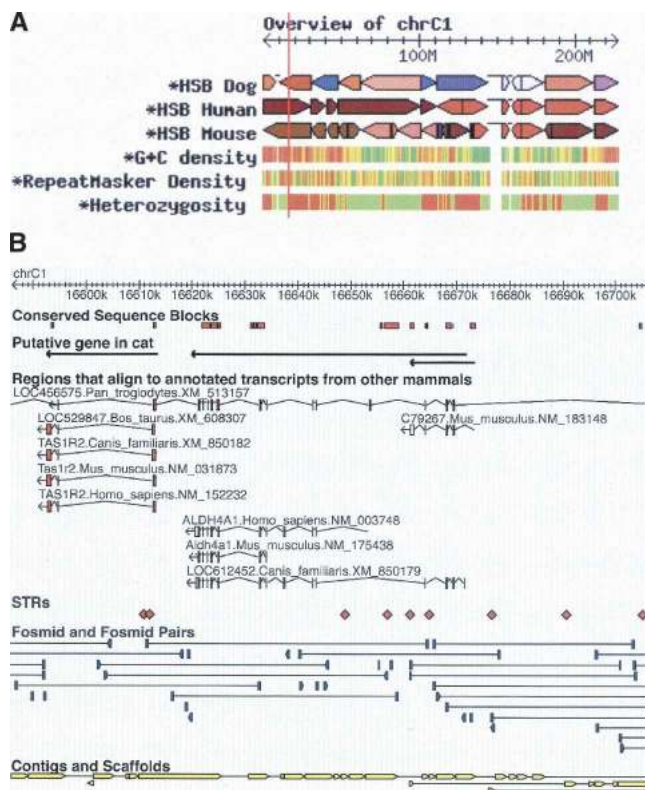 A
Overview of chrC1
100M 200M
*HSB Dog
*HSB Human
*HSB Mouse
*G+C density
*RepeatMasker Density
*Heterozygosity
B
chrC1
16600k 16610k 16620k 16630k 16640k 16650k 16660k 16670k 16680k 16690k 16700
Conserved Sequence Blocks
Putative gene in cat
Regions that align to annotated transcripts from other mammals
LOC456575.Pan_troglodytes.XM_513157
LOC529847.Bos_taurus.XM_608307 C79267.Mus_musculus.NM_183148
TAS1R2.Canis_familiaris.XM_850182
Tas1r2.Mus_musculus.NM_031873
TAS1R2.Homo_sapiens.NM_152232
ALDH4A1.Homo_sapiens.NM_003748
Aldh4a1.Mus_musculus.NM_175438
LOC612452.Canis_familiaris.XM_850179
STRs
Fosmid and Fosmid Pairs
Contigs and Scaffolds